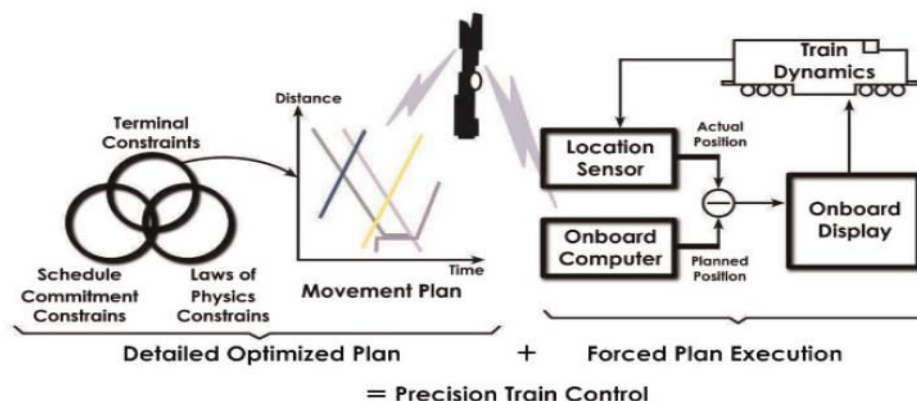 Terminal
Constraints
Schedule
Commitment
Constrains
Laws of
Physics
Constrains
Distance
Time
Movement Plan
Train
Dynamics
Location
Sensor
Actual
Position
Onboard
Computer
Planned
Position
Onboard
Display
Detailed Optimized Plan + Forced Plan Execution
= Precision Train Control